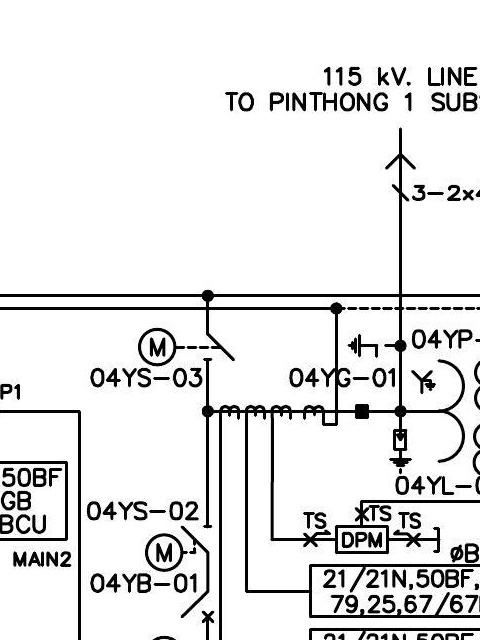 115 kV. LINE
TO PINTHONG 1
3-2x
04YP-
M
04YS-03
04YG-01
P1
50BF
GB
BCU
MAIN2
04YS-02
M
04YB-01
04YL-
TS
TS
TS
DPM
ØB
21/21N,50BF,
79,25,67/67
21/21N,50BF,